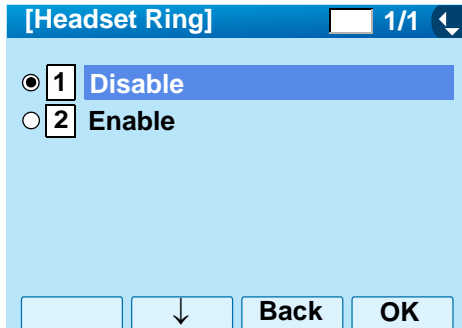 [Headset Ring] 1/1
1 Disable
2 Enable
↓ Back OK